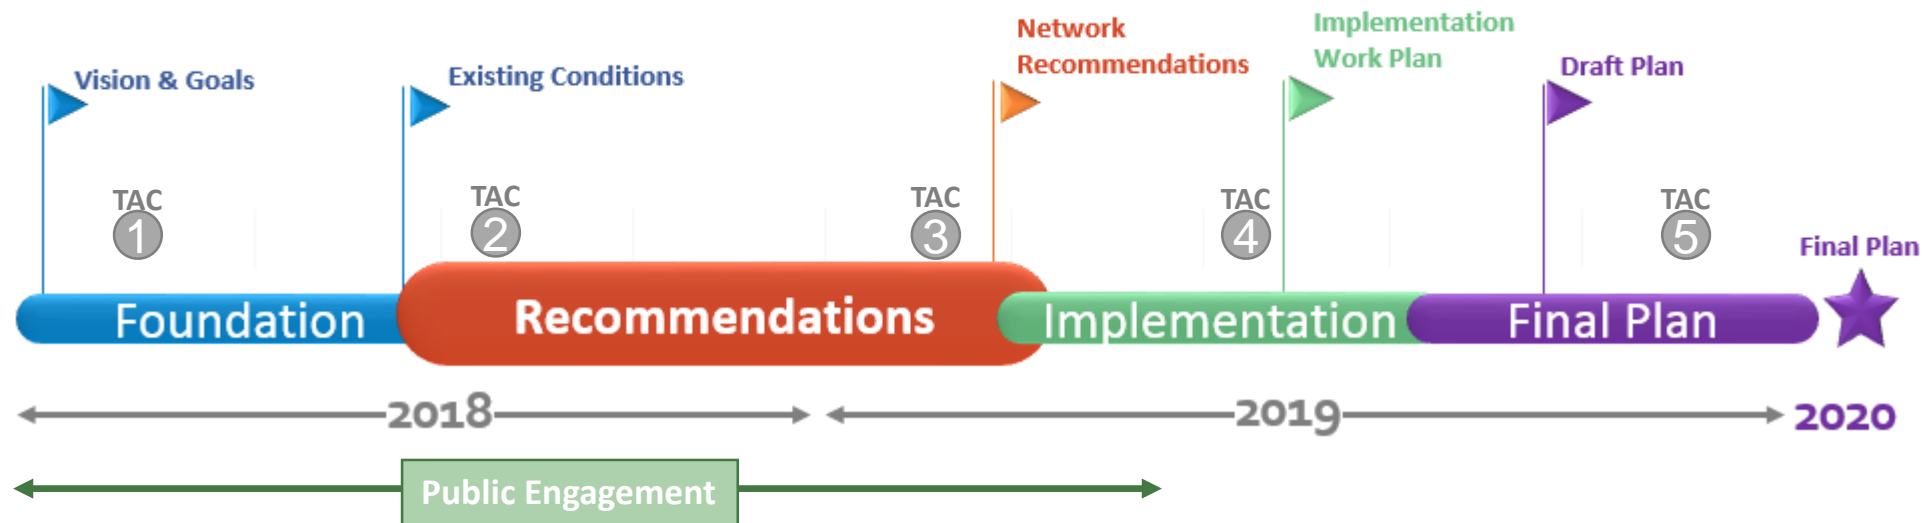 Vision & Goals
Existing Conditions
Network
Recommendations
Implementation
Work Plan
Draft Plan
TAC
1
TAC
2
TAC
3
TAC
4
TAC
5
Final Plan
Foundation
Recommendations
Implementation
Final Plan
2018
2019
2020
Public Engagement